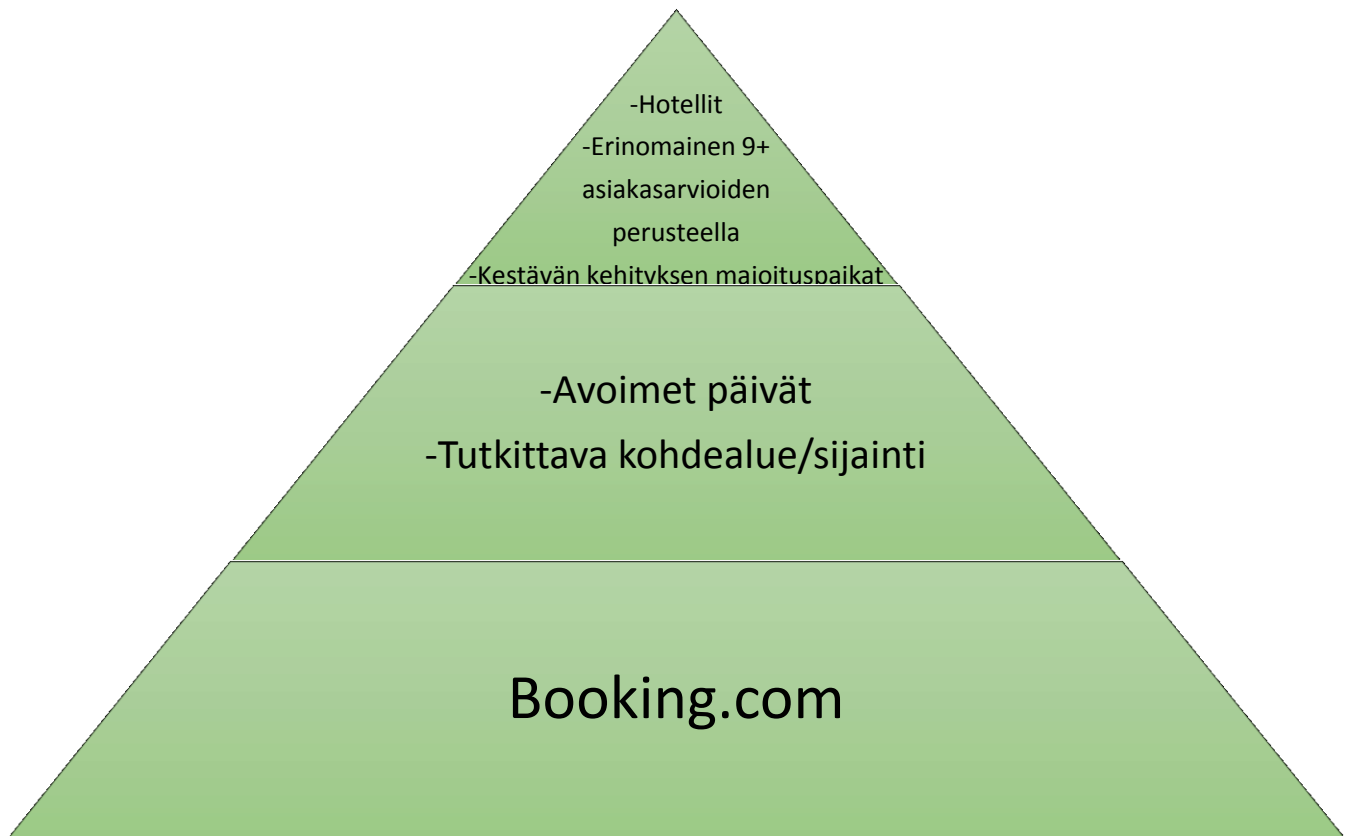 -Hotellit
-Erinomainen 9+
asiakasarvioiden
perusteella
-Kestävän kehityksen majoituspaikat
-Avoimet päivät
-Tutkittava kohdealue/sijainti
Booking.com